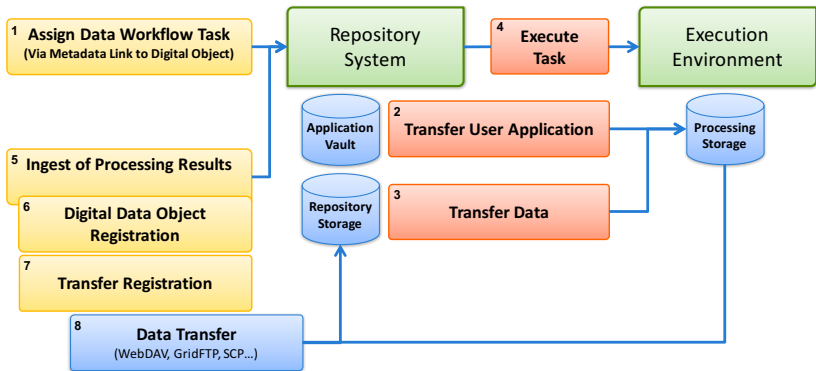 1
Assign Data Workflow Task
(Via Metadata Link to Digital Object)
Repository
System
4
Execute
Task
Execution
Environment
Application
Vault
2
Transfer User Application
Processing
Storage
5
Ingest of Processing Results
6
Digital Data Object
Registration
Repository
Storage
3
Transfer Data
7
Transfer Registration
8
Data Transfer
(WebDAV, GridFTP, SCP...)